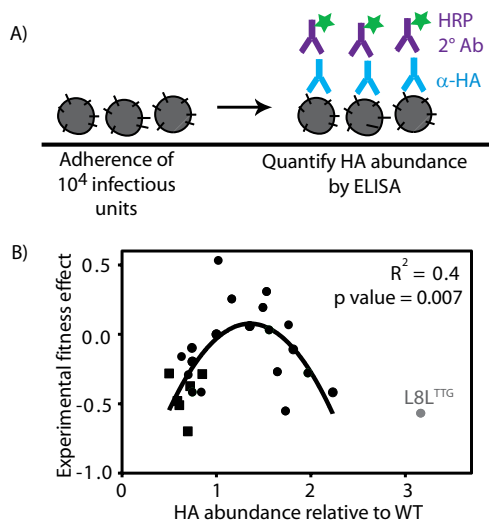 A)
HRP
2° Ab
α-HA
Adherence of
10⁴ infectious
units
Quantify HA abundance
by ELISA
B)
R² = 0.4
p value = 0.007
Experimental fitness effect
0.5
0.0
-0.5
-1.0
L8Lᵀᵀᴳ
0 1 2 3
HA abundance relative to WT